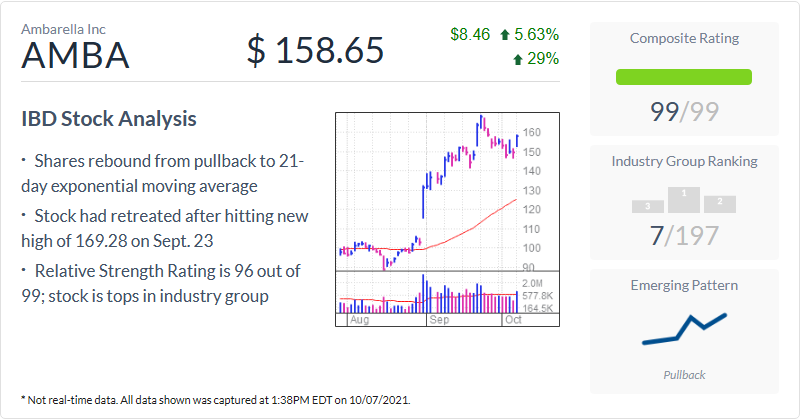 Ambarella Inc
AMBA
$ 158.65
$8.46 5.63%
29%
IBD Stock Analysis
· Shares rebound from pullback to 21-
day exponential moving average
· Stock had retreated after hitting new
high of 169.28 on Sept. 23
· Relative Strength Rating is 96 out of
99; stock is tops in industry group
160
150
140
130
120
110
100
90
2.0M
577.8K
164.5K
Aug Sep Oct
Composite Rating
99/99
Industry Group Ranking
3 1 2
7/197
Emerging Pattern
Pullback
* Not real-time data. All data shown was captured at 1:38PM EDT on 10/07/2021.